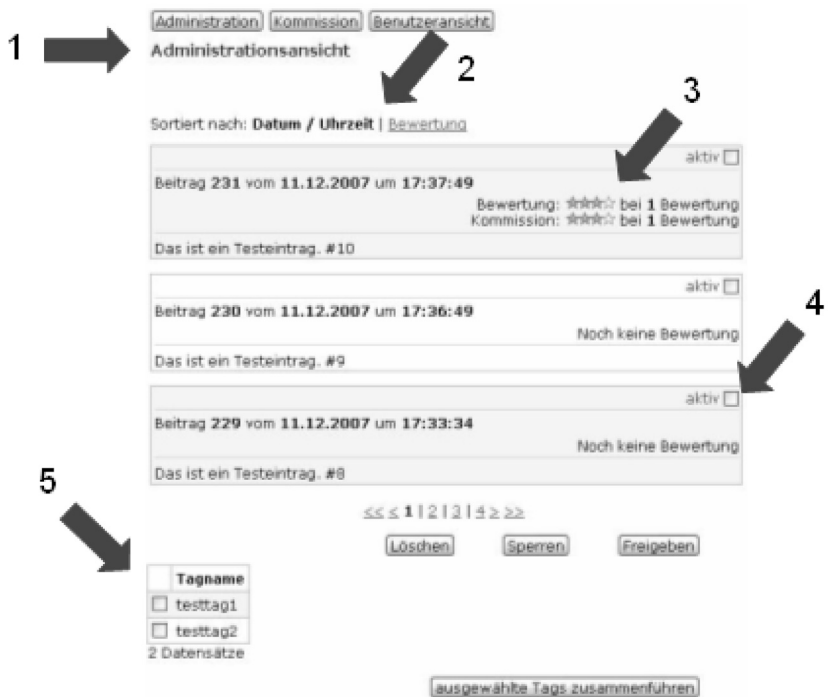 Administration Kommission Benutzeransicht
1
Administrationsansicht
2
3
Sortiert nach: Datum / Uhrzeit | Bewertung
aktiv
Beitrag 231 vom 11.12.2007 um 17:37:49
Bewertung: ★★★☆ bei 1 Bewertung
Kommission: ★★★☆ bei 1 Bewertung
Das ist ein Testeintrag. #10
aktiv
4
Beitrag 230 vom 11.12.2007 um 17:36:49
Noch keine Bewertung
Das ist ein Testeintrag. #9
aktiv
Beitrag 229 vom 11.12.2007 um 17:33:34
Noch keine Bewertung
Das ist ein Testeintrag. #8
5
<< < 1 | 2 | 3 | 4 > >>
Löschen Sperren Freigeben
Tagname
testtag1
testtag2
2 Datensätze
ausgewählte Tags zusammenführen